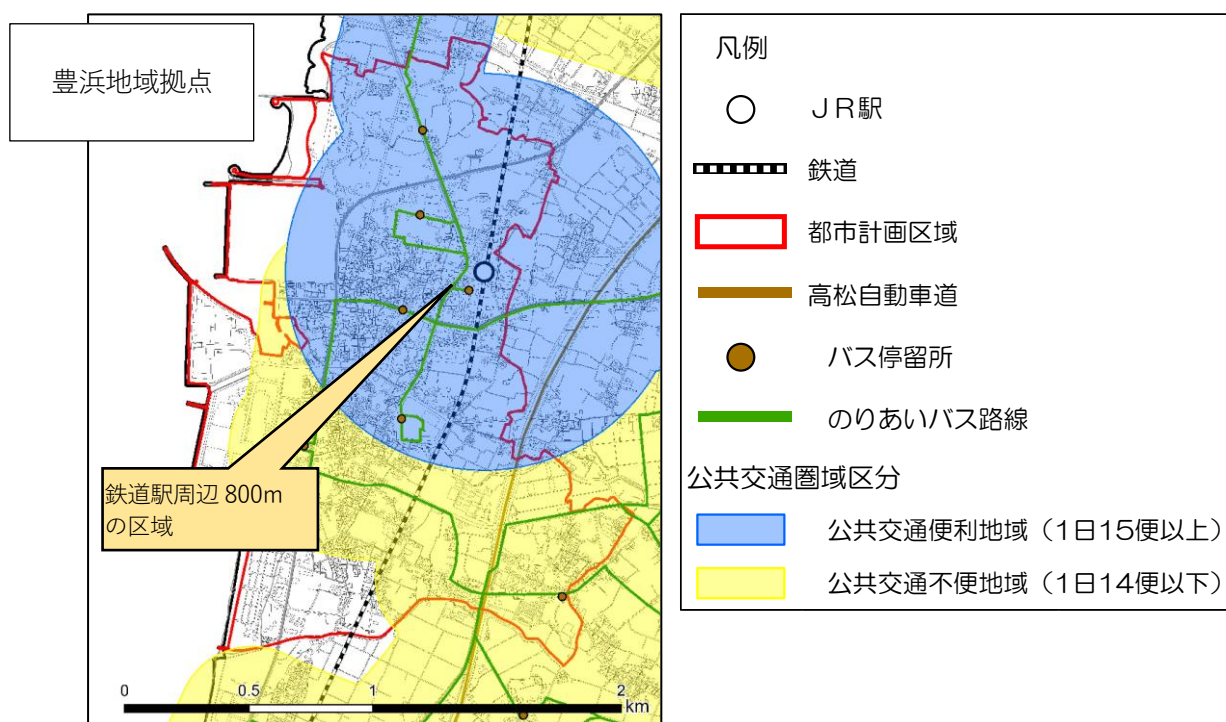 豊浜地域拠点
鉄道駅周辺 800m
の区域
0 0.5 1 2
km
凡例
JR駅
鉄道
都市計画区域
高松自動車道
バス停留所
のりあいバス路線
公共交通圏域区分
公共交通便利地域（1日15便以上）
公共交通不便地域（1日14便以下）